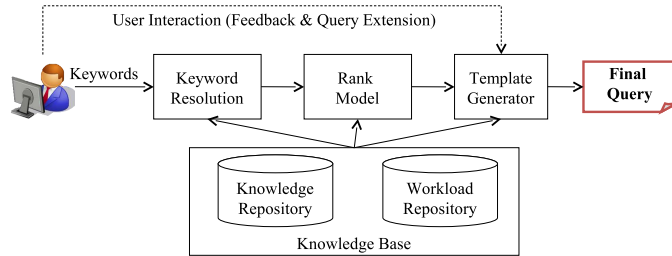 User Interaction (Feedback & Query Extension)
Keywords
Keyword
Resolution
Rank
Model
Template
Generator
Final
Query
Knowledge
Repository
Workload
Repository
Knowledge Base